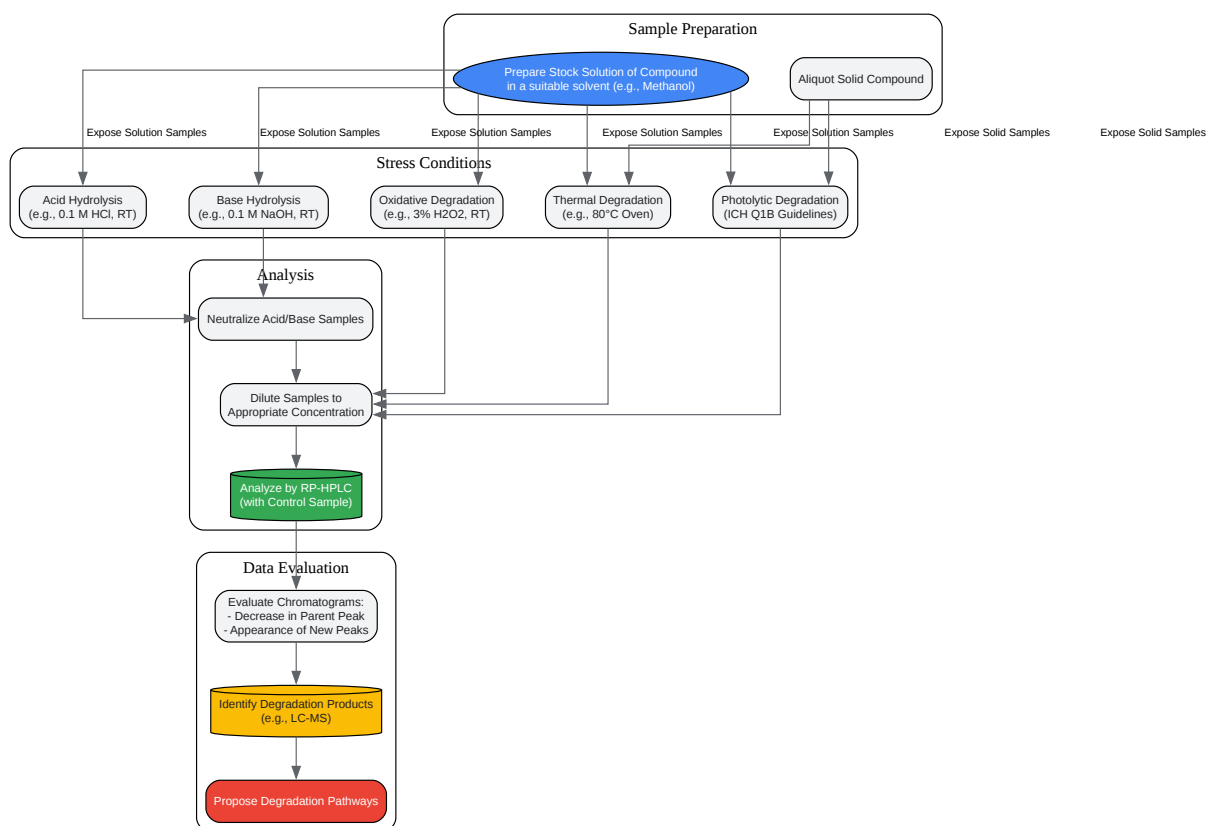 Sample Preparation
Prepare Stock Solution of Compound
in a suitable solvent (e.g., Methanol)
Aliquot Solid Compound
Expose Solution Samples
Expose Solution Samples
Expose Solution Samples
Expose Solution Samples
Expose Solution Samples
Expose Solid Samples
Expose Solid Samples
Stress Conditions
Acid Hydrolysis
(e.g., 0.1 M HCl, RT)
Base Hydrolysis
(e.g., 0.1 M NaOH, RT)
Oxidative Degradation
(e.g., 3% H2O2, RT)
Thermal Degradation
(e.g., 80°C Oven)
Photolytic Degradation
(ICH Q1B Guidelines)
Analysis
Neutralize Acid/Base Samples
Dilute Samples to
Appropriate Concentration
Analyze by RP-HPLC
(with Control Sample)
Data Evaluation
Evaluate Chromatograms:
- Decrease in Parent Peak
- Appearance of New Peaks
Identify Degradation Products
(e.g., LC-MS)
Propose Degradation Pathways